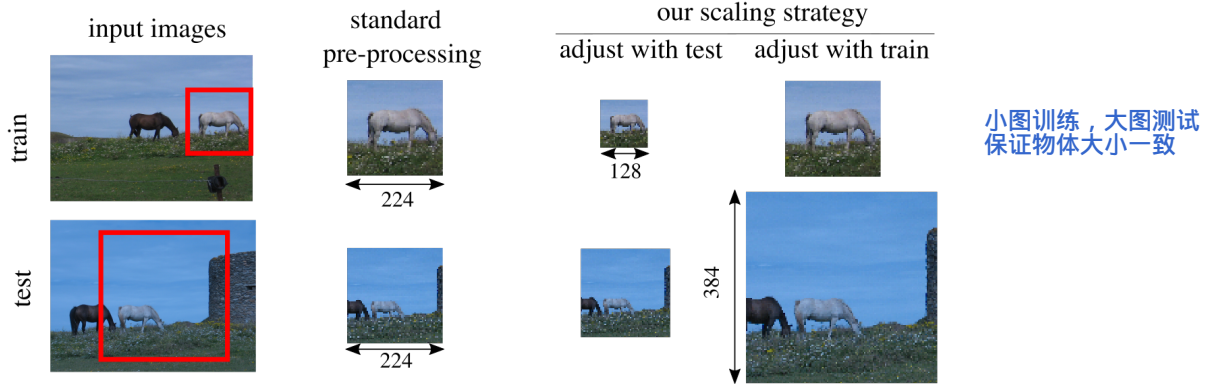 input images
standard
pre-processing
our scaling strategy
adjust with test
adjust with train
train
224
128
小图训练，大图测试
保证物体大小一致
test
224
384